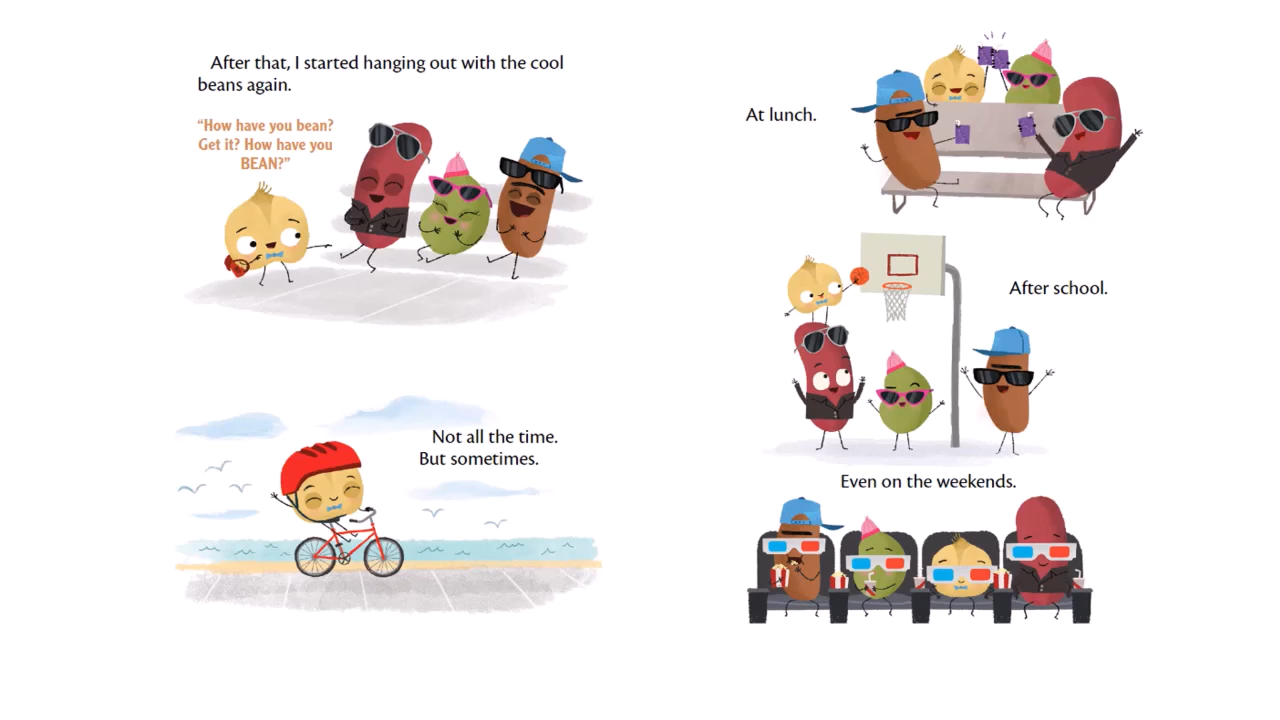 After that, I started hanging out with the cool
beans again.
“How have you bean?
Get it? How have you
BEAN?”
Not all the time.
But sometimes.
At lunch.
After school.
Even on the weekends.